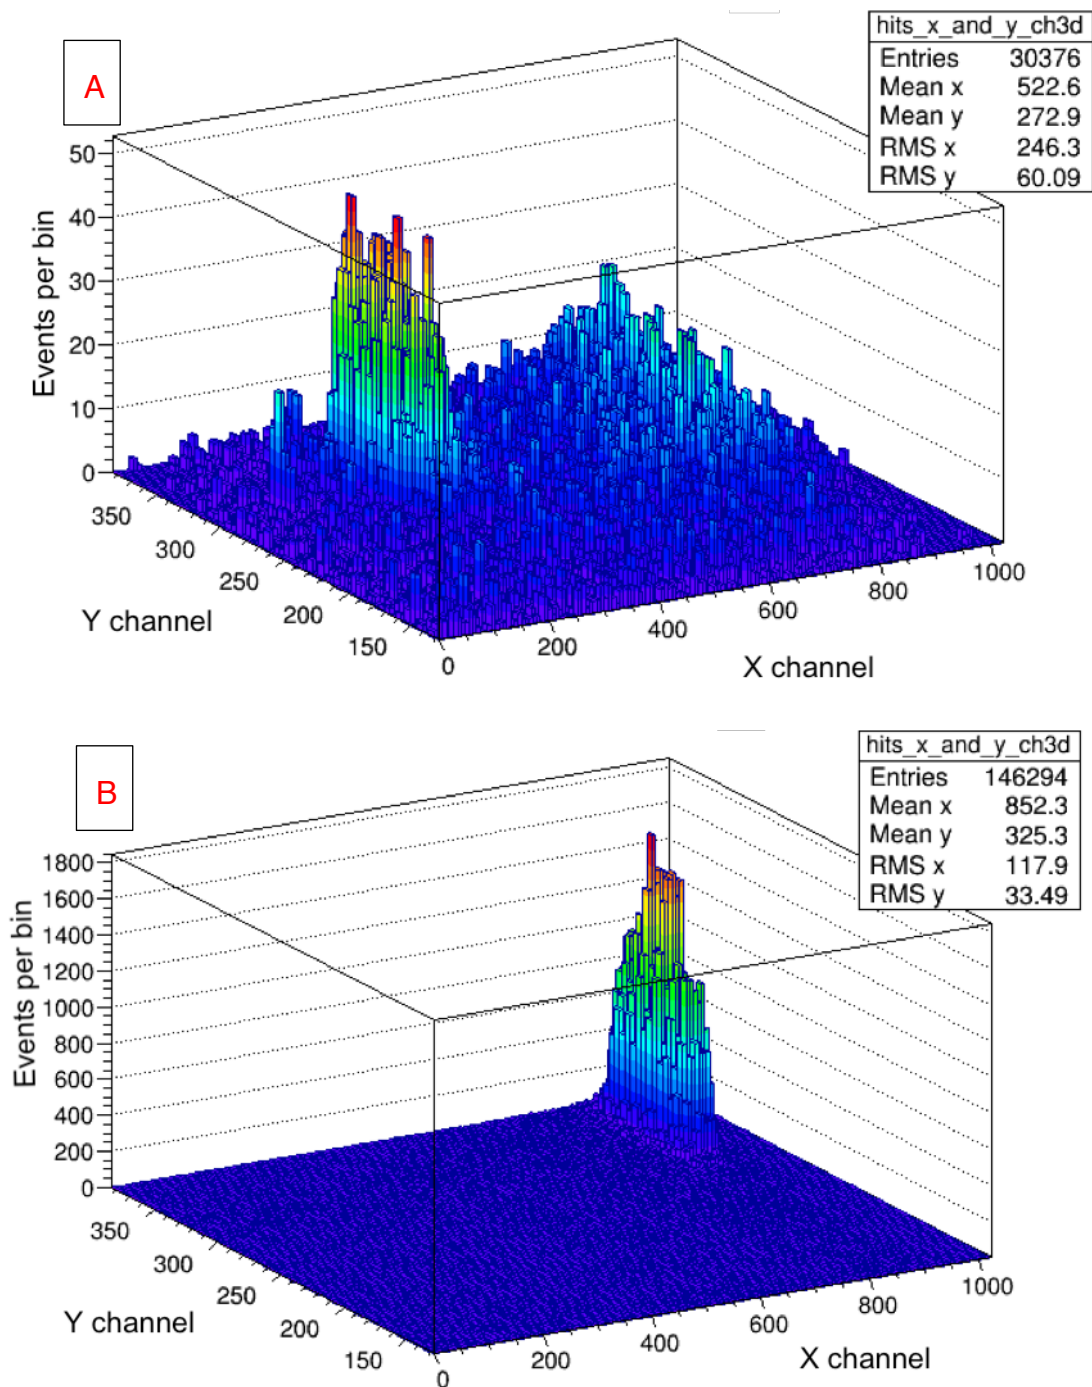 A
hits_x_and_y_ch3d
Entries 30376
Mean x 522.6
Mean y 272.9
RMS x 246.3
RMS y 60.09
Events per bin
50
40
30
20
10
0
350
300
250
200
150
Y channel
0
200
400
600
800
1000
X channel
B
hits_x_and_y_ch3d
Entries 146294
Mean x 852.3
Mean y 325.3
RMS x 117.9
RMS y 33.49
Events per bin
1800
1600
1400
1200
1000
800
600
400
200
0
350
300
250
200
150
Y channel
0
200
400
600
800
1000
X channel